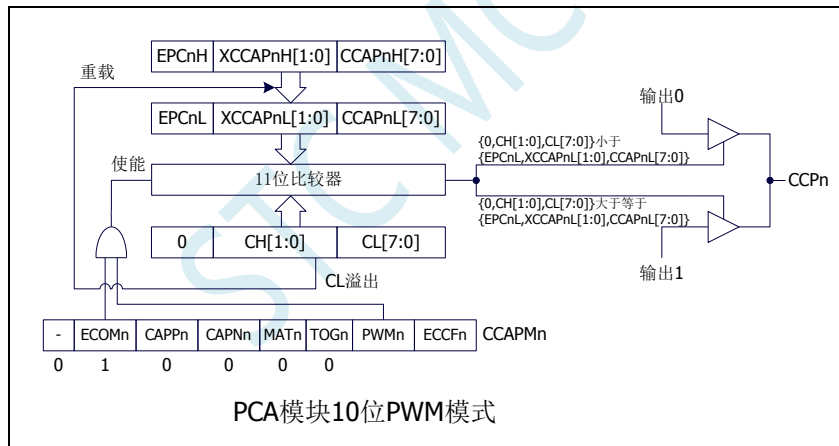 EPCnH XCCAPnH[1:0] CCAPnH[7:0]
重载
EPCnL XCCAPnL[1:0] CCAPnL[7:0]
输出0
使能
11位比较器
{0,CH[1:0],CL[7:0]}小于
{EPCnL,XCCAPnL[1:0],CCAPnL[7:0]}
CCPn
{0,CH[1:0],CL[7:0]}大于等于
{EPCnL,XCCAPnL[1:0],CCAPnL[7:0]}
0 CH[1:0] CL[7:0]
CL溢出
输出1
- ECOMn CAPPn CAPNn MATn TOGn PWMn ECCFn CCAPMn
0 1 0 0 0 0
PCA模块10位PWM模式
STC MC